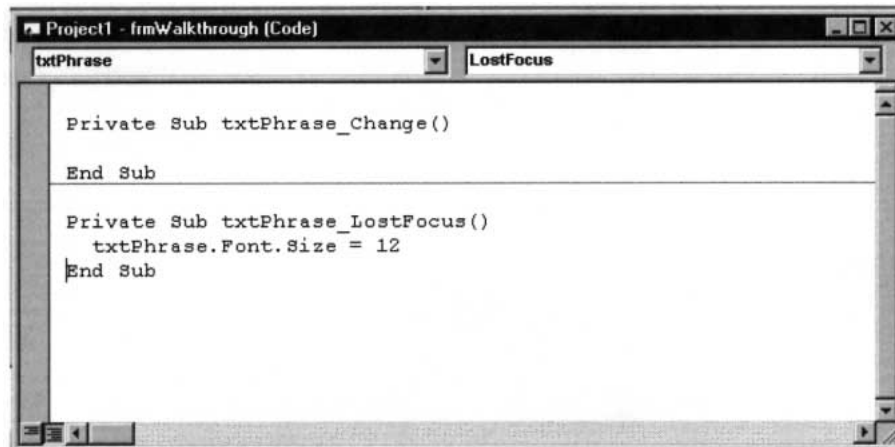 Project1 - frmWalkthrough (Code)
txtPhrase LostFocus
Private Sub txtPhrase_Change()
End Sub
Private Sub txtPhrase_LostFocus()
txtPhrase.Font.Size = 12
End Sub